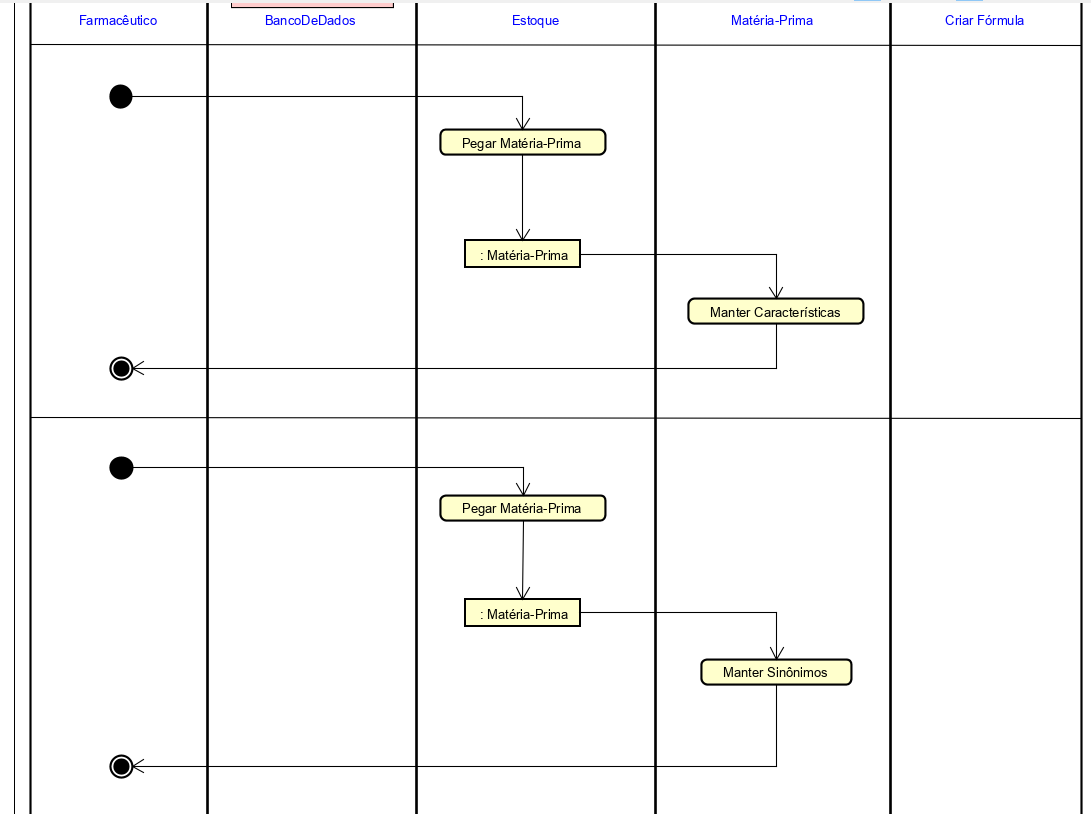 Farmacêutico
BancoDeDados
Estoque
Matéria-Prima
Criar Fórmula
Pegar Matéria-Prima
: Matéria-Prima
Manter Características
Pegar Matéria-Prima
: Matéria-Prima
Manter Sinônimos